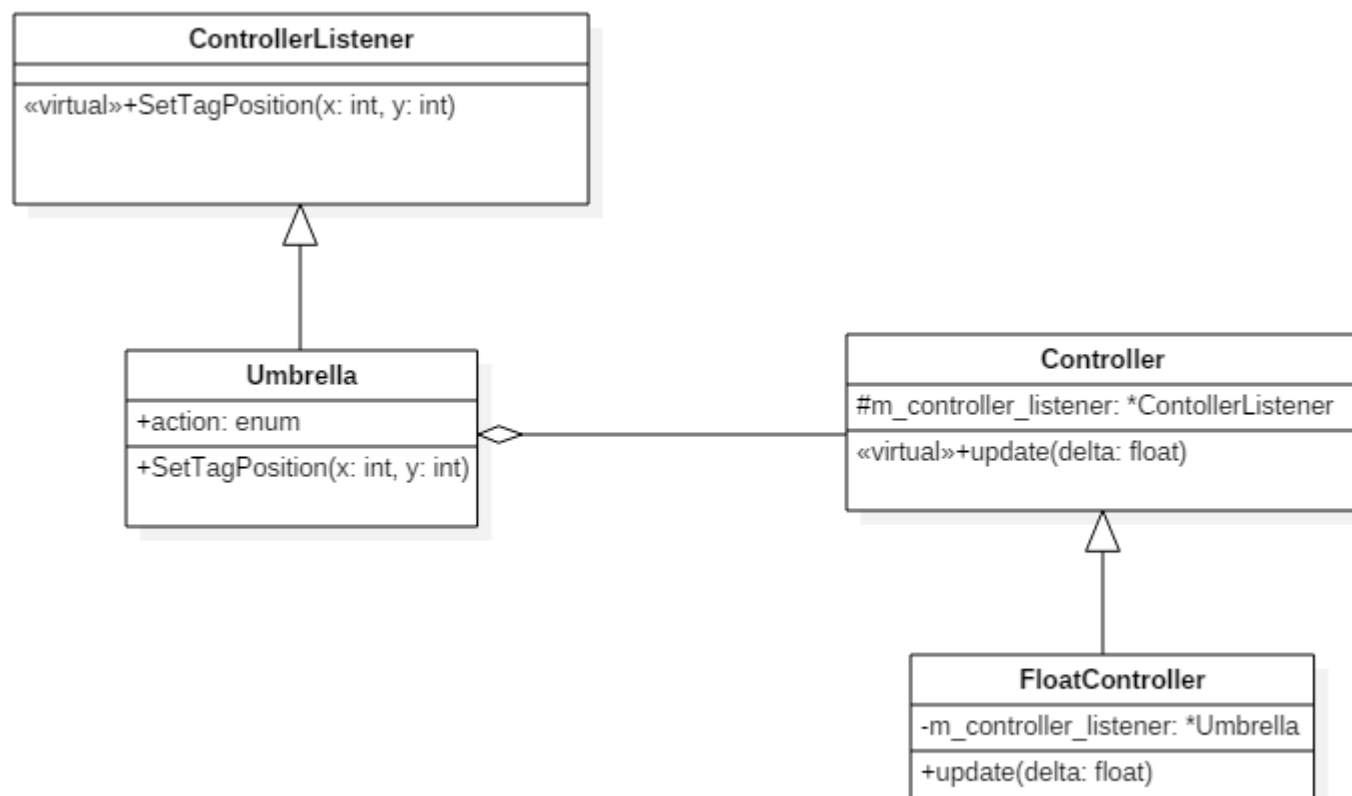 ControllerListener
«virtual»+SetTagPosition(x: int, y: int)
Umbrella
+action: enum
+SetTagPosition(x: int, y: int)
Controller
#m_controller_listener: *ContollerListener
«virtual»+update(delta: float)
FloatController
-m_controller_listener: *Umbrella
+update(delta: float)